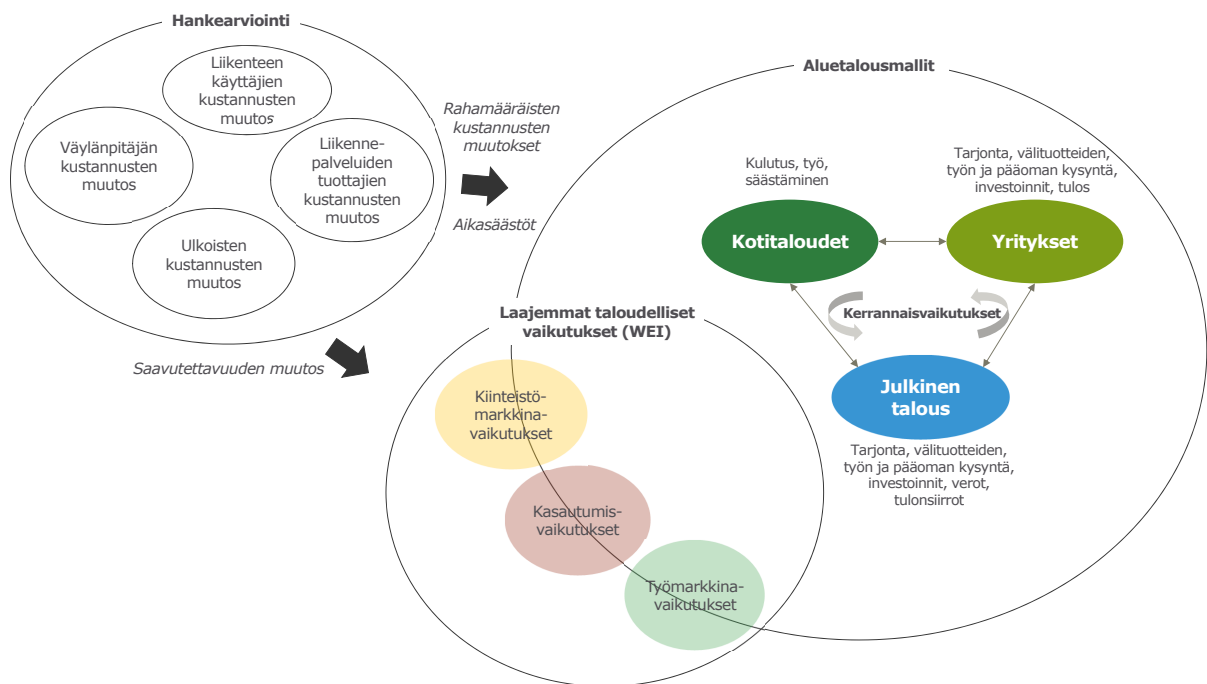 Hankearviointi
Liikenteen
käyttäjien
kustannusten
muutos
Väylänpitäjän
kustannusten
muutos
Liikenne-
palveluiden
tuottajien
kustannusten
muutos
Ulkoisten
kustannusten
muutos
Rahamääräisten
kustannusten
muutokset
Aikasäästöt
Saavutettavuuden muutos
Aluetalousmallit
Kulutus, työ,
säästäminen
Tarjonta, välituotteiden,
työn ja pääoman kysyntä,
investoinnit, tulos
Kotitaloudet
Yritykset
Kerrannaisvaikutukset
Julkinen
talous
Tarjonta, välituotteiden,
työn ja pääoman kysyntä,
investoinnit, verot,
tulonsiirrot
Laajemmat taloudelliset
vaikutukset (WEI)
Kiinteistö-
markkina-
vaikutukset
Kasautumis-
vaikutukset
Työmarkkina-
vaikutukset